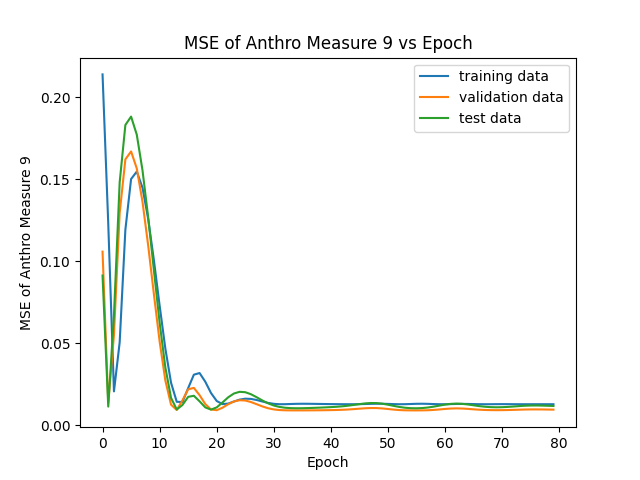 MSE of Anthro Measure 9 vs Epoch
training data
validation data
test data
MSE of Anthro Measure 9
0.20
0.15
0.10
0.05
0.00
0 10 20 30 40 50 60 70 80
Epoch